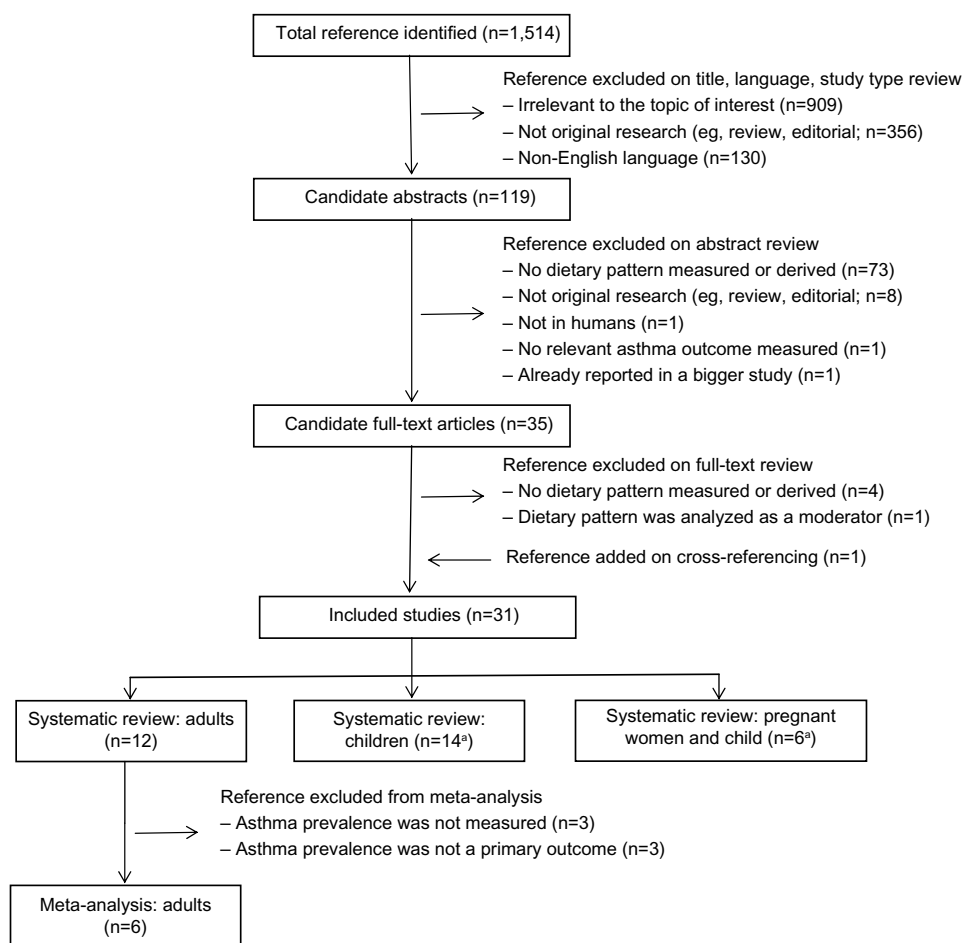 Total reference identified (n=1,514)
Reference excluded on title, language, study type review
– Irrelevant to the topic of interest (n=909)
– Not original research (eg, review, editorial; n=356)
– Non-English language (n=130)
Candidate abstracts (n=119)
Reference excluded on abstract review
– No dietary pattern measured or derived (n=73)
– Not original research (eg, review, editorial; n=8)
– Not in humans (n=1)
– No relevant asthma outcome measured (n=1)
– Already reported in a bigger study (n=1)
Candidate full-text articles (n=35)
Reference excluded on full-text review
– No dietary pattern measured or derived (n=4)
– Dietary pattern was analyzed as a moderator (n=1)
Reference added on cross-referencing (n=1)
Included studies (n=31)
Systematic review: adults
(n=12)
Systematic review:
children (n=14ᵃ)
Systematic review: pregnant
women and child (n=6ᵃ)
Reference excluded from meta-analysis
– Asthma prevalence was not measured (n=3)
– Asthma prevalence was not a primary outcome (n=3)
Meta-analysis: adults
(n=6)